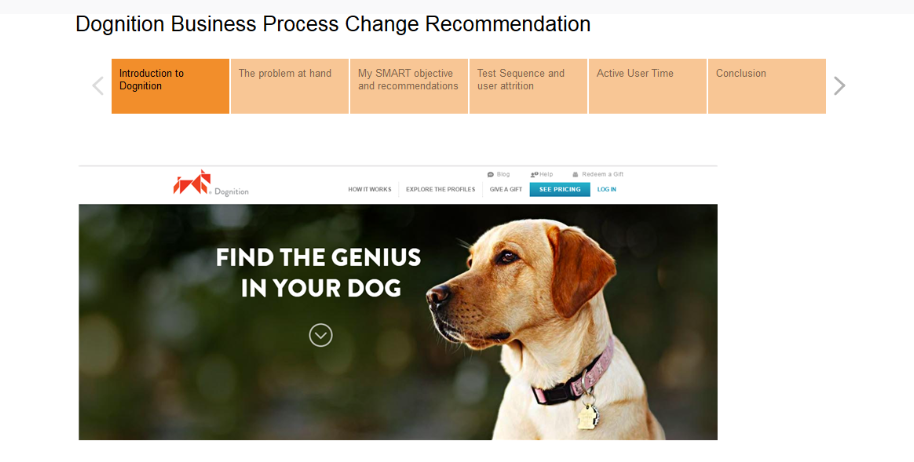 Dognition Business Process Change Recommendation
Introduction to
Dognition
The problem at hand
My SMART objective
and recommendations
Test Sequence and
user attrition
Active User Time
Conclusion
Blog
Help
Redeem a Gift
Dognition
HOW IT WORKS
EXPLORE THE PROFILES
GIVE A GIFT
SEE PRICING
LOG IN
FIND THE GENIUS
IN YOUR DOG